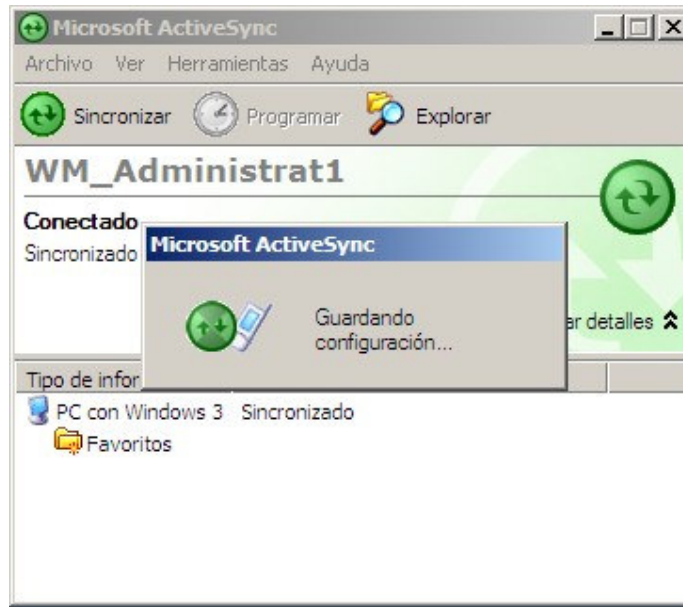 Microsoft ActiveSync
Archivo Ver Herramientas Ayuda
Sincronizar Programar Explorar
WM_Administrat1
Conectado
Sincronizado
Microsoft ActiveSync
Guardando
configuración...
detalles
Tipo de
PC con Windows 3 Sincronizado
Favoritos